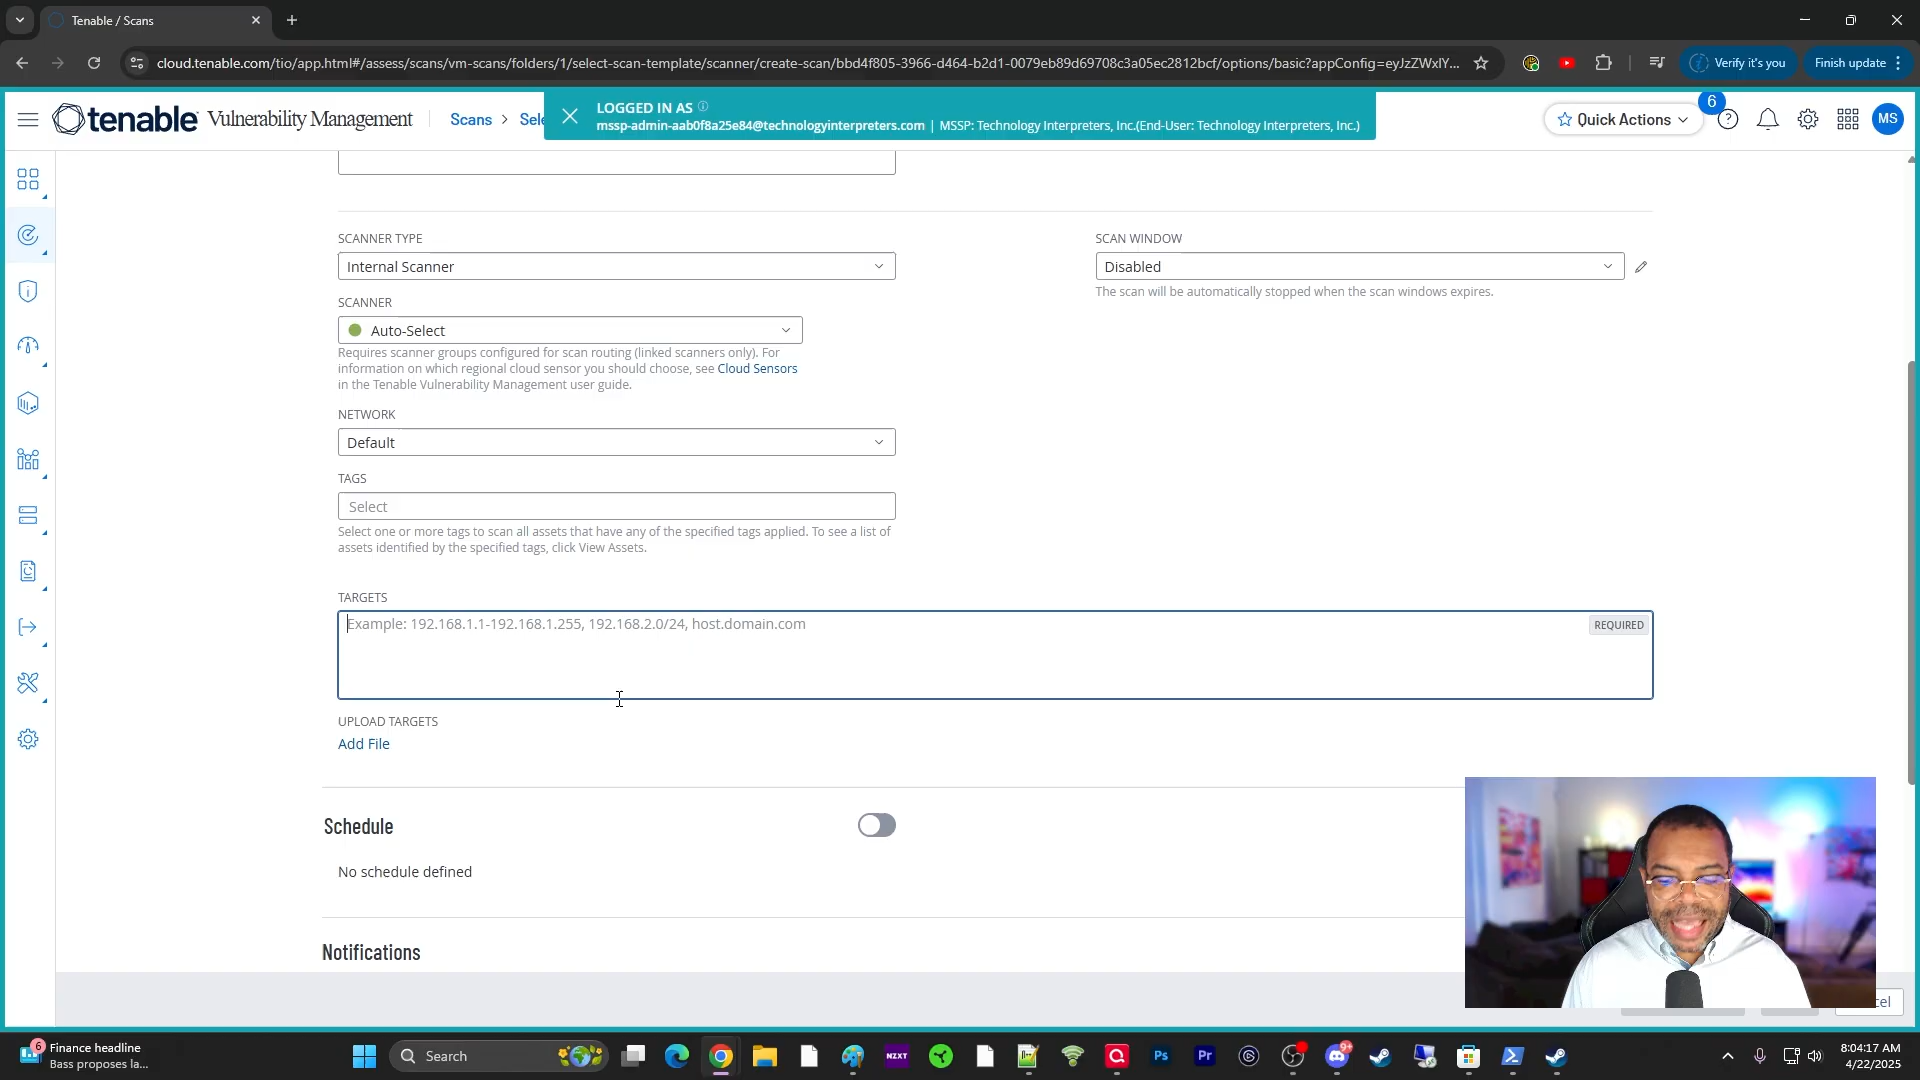 Tenable / Scans
cloud.tenable.com/tio/app.html#/assess/scans/vm-scans/folders/1/select-scan-template/scanner/create-scan/bbd4f805-3966-d464-b2d1-0079eb89d69708c3a05ec2812bcf/options/basic?appConfig=eyJzZWxlY...
Verify it's you
Finish update
tenable Vulnerability Management
Scans > Sele
LOGGED IN AS
mssp-admin-aab0f8a25e84@technologyinterpreters.com | MSSP: Technology Interpreters, Inc.(End-User: Technology Interpreters, Inc.)
Quick Actions
6
MS
SCANNER TYPE
Internal Scanner
SCAN WINDOW
Disabled
The scan will be automatically stopped when the scan windows expires.
SCANNER
Auto-Select
Requires scanner groups configured for scan routing (linked scanners only). For
information on which regional cloud sensor you should choose, see Cloud Sensors
in the Tenable Vulnerability Management user guide.
NETWORK
Default
TAGS
Select
Select one or more tags to scan all assets that have any of the specified tags applied. To see a list of
assets identified by the specified tags, click View Assets.
TARGETS
Example: 192.168.1.1-192.168.1.255, 192.168.2.0/24, host.domain.com
REQUIRED
UPLOAD TARGETS
Add File
Schedule
No schedule defined
Notifications
cel
6
Finance headline
Bass proposes la...
Search
NZXT
Ps
Pr
9+
8:04:17 AM
4/22/2025